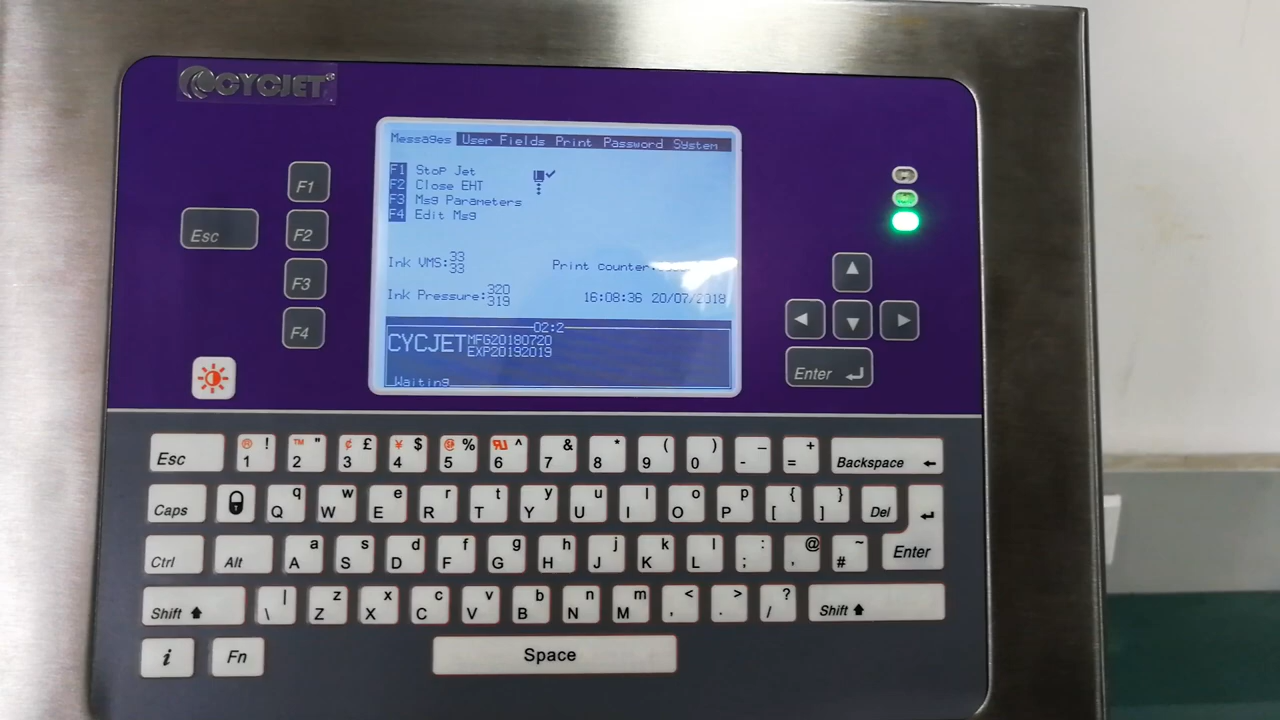 CYCJET
Messages User Fields Print Password System
F1 Stop Jet
F2 Close EHT
F3 Msg Parameters
F4 Edit Msg
Ink VMS:33
33
Print counter:
Ink Pressure:320
319
16:08:36 20/07/2018
02:2
CYCJET MFG20180720
EXP20192019
Waiting
F1
Esc F2
F3
F4
Enter
Esc ® ! 1 ™ " 2 ¢ £ 3 ¥ $ 4 % 5 ^ 6 & 7 * 8 ( 9 ) 0 _ - + = Backspace
Caps Q q W w E e R r T t Y y U u I l O o P p [ { ] } Del
Ctrl Alt A a S s D d F f G g H h J j K k L l ; : , @ # ~ Enter
Shift \ | Z z X x C c V v B b N n M m , < . > / ? Shift
i Fn Space